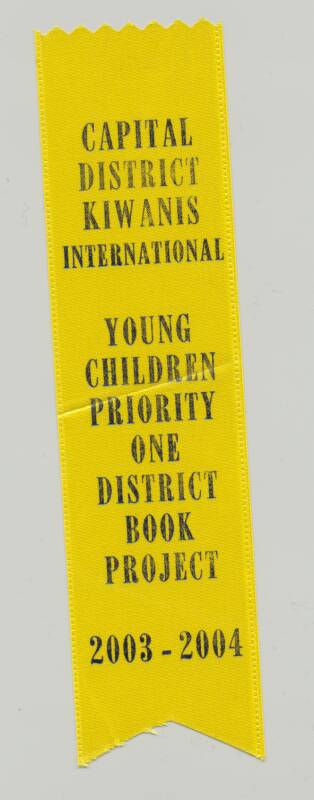 CAPITAL
DISTRICT
KIWANIS
INTERNATIONAL
YOUNG
CHILDREN
PRIORITY
ONE
DISTRICT
BOOK
PROJECT
2003 - 2004